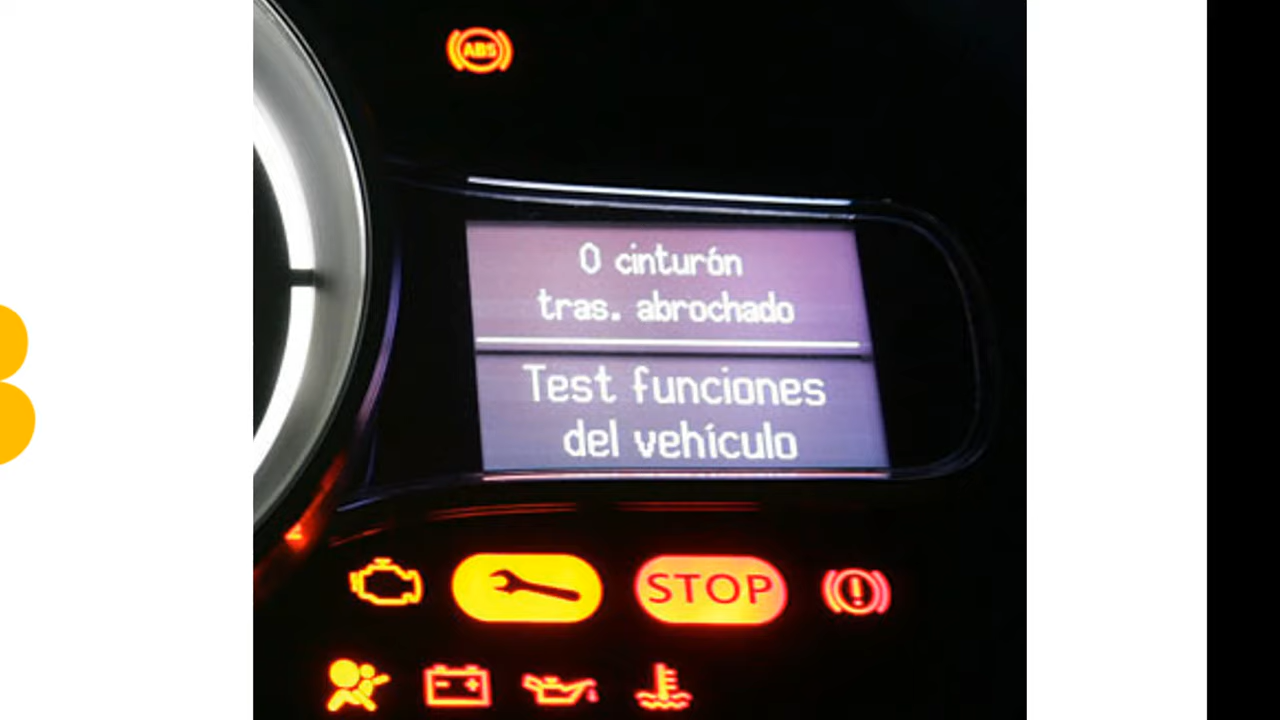 ABS
0 cinturón
tras. abrochado
Test funciones
del vehículo
STOP